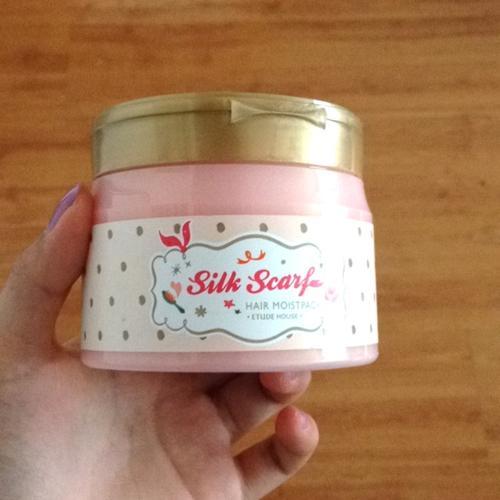 Silk Scarf
HAIR MOISTPACK
• ETUDE HOUSE •